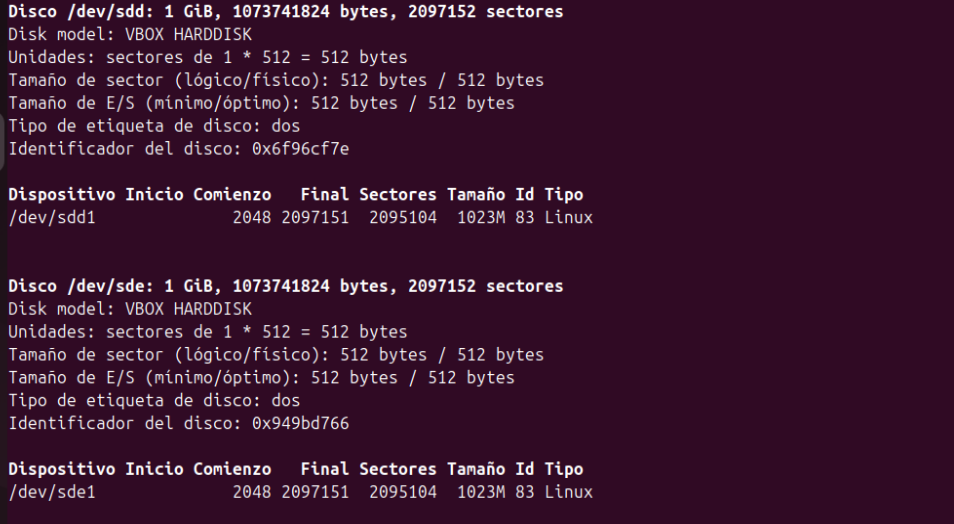 Disco /dev/sdd: 1 GiB, 1073741824 bytes, 2097152 sectores
Disk model: VBOX HARDDISK
Unidades: sectores de 1 * 512 = 512 bytes
Tamaño de sector (lógico/físico): 512 bytes / 512 bytes
Tamaño de E/S (mínimo/óptimo): 512 bytes / 512 bytes
Tipo de etiqueta de disco: dos
Identificador del disco: 0x6f96cf7e
Dispositivo Inicio Comienzo   Final Sectores Tamaño Id Tipo
/dev/sdd1              2048 2097151  2095104  1023M 83 Linux
Disco /dev/sde: 1 GiB, 1073741824 bytes, 2097152 sectores
Disk model: VBOX HARDDISK
Unidades: sectores de 1 * 512 = 512 bytes
Tamaño de sector (lógico/físico): 512 bytes / 512 bytes
Tamaño de E/S (mínimo/óptimo): 512 bytes / 512 bytes
Tipo de etiqueta de disco: dos
Identificador del disco: 0x949bd766
Dispositivo Inicio Comienzo   Final Sectores Tamaño Id Tipo
/dev/sde1              2048 2097151  2095104  1023M 83 Linux